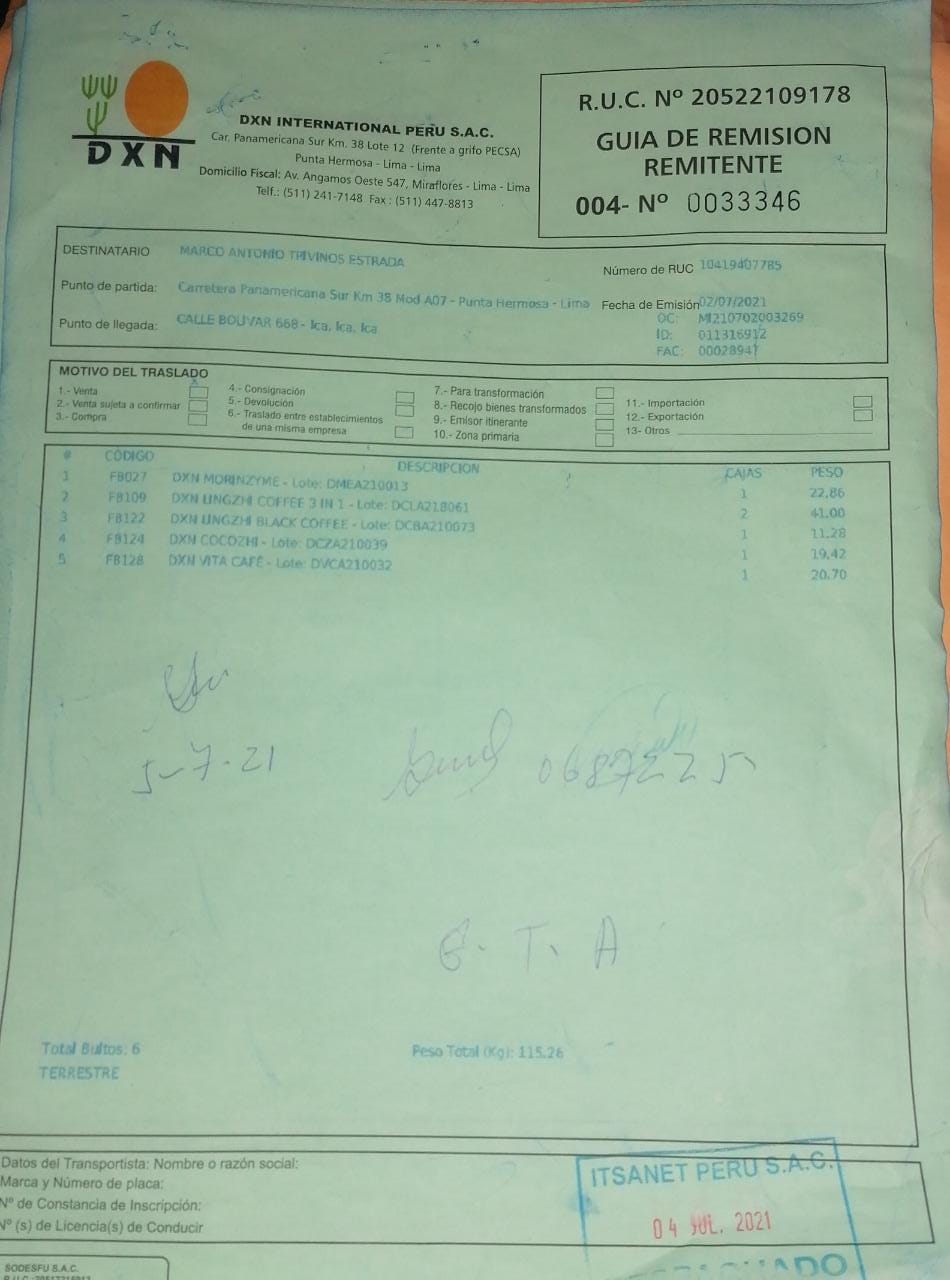 DXN
DXN INTERNATIONAL PERU S.A.C.
Car. Panamericana Sur Km. 38 Lote 12 (Frente a grifo PECSA)
Punta Hermosa - Lima - Lima
Domicilio Fiscal: Av. Angamos Oeste 547, Miraflores - Lima - Lima
Telf.: (511) 241-7148 Fax : (511) 447-8813
R.U.C. Nº 20522109178
GUIA DE REMISION
REMITENTE
004- Nº 0033346
DESTINATARIO MARCO ANTONIO TRIVINOS ESTRADA
Número de RUC 10419407785
Punto de partida: Carretera Panamericana Sur Km 38 Mod A07 - Punta Hermosa - Lima
Fecha de Emisión 02/07/2021
Punto de llegada: CALLE BOLIVAR 668 - Ica, Ica, Ica
OC: MI210702003269
ID: 011316912
FAC: 00028947
MOTIVO DEL TRASLADO
1.- Venta
2.- Venta sujeta a confirmar
3.- Compra
4.- Consignación
5.- Devolución
6.- Traslado entre establecimientos
de una misma empresa
7.- Para transformación
8.- Recojo bienes transformados
9.- Emisor itinerante
10.- Zona primaria
11.- Importación
12.- Exportación
13- Otros
# CÓDIGO DESCRIPCION CAJAS PESO
1 FB027 DXN MORINZYME - Lote: DMEA210013 1 22,86
2 FB109 DXN LINGZHI COFFEE 3 IN 1 - Lote: DCLA218061 2 41,00
3 FB122 DXN LINGZHI BLACK COFFEE - Lote: DCBA210073 1 11,28
4 FB124 DXN COCOZHI - Lote: DCZA210039 1 19,42
5 FB128 DXN VITA CAFÉ - Lote: DVCA210032 1 20,70
5-7-21
06872225
E. T. A
Total Bultos: 6
Peso Total (Kg): 115.26
TERRESTRE
Datos del Transportista: Nombre o razón social:
Marca y Número de placa:
Nº de Constancia de Inscripción:
Nº (s) de Licencia(s) de Conducir
ITSANET PERU S.A.C.
04 JUL. 2021
SODESFU S.A.C.